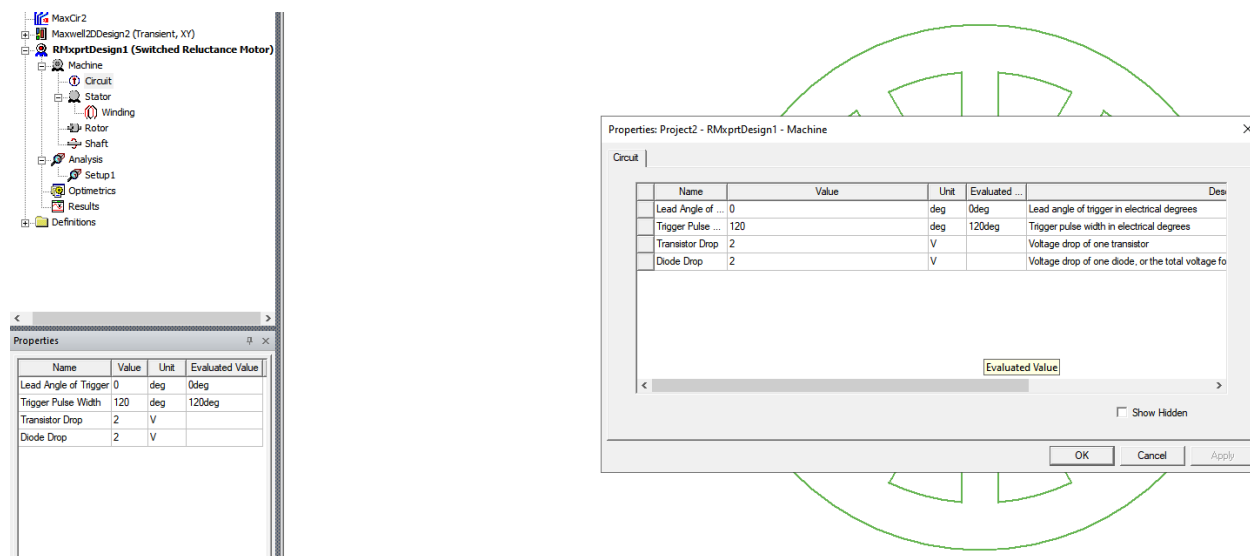 MaxCir2
Maxwell2DDesign2 (Transient, XY)
RMxprtDesign1 (Switched Reluctance Motor)
Machine
Circuit
Stator
Winding
Rotor
Shaft
Analysis
Setup1
Optimetrics
Results
Definitions
Properties
Name Value Unit Evaluated Value
Lead Angle of Trigger 0 deg 0deg
Trigger Pulse Width 120 deg 120deg
Transistor Drop 2 V
Diode Drop 2 V
Properties: Project2 - RMxprtDesign1 - Machine
Circuit
Name Value Unit Evaluated ... Des
Lead Angle of ... 0 deg 0deg Lead angle of trigger in electrical degrees
Trigger Pulse ... 120 deg 120deg Trigger pulse width in electrical degrees
Transistor Drop 2 V Voltage drop of one transistor
Diode Drop 2 V Voltage drop of one diode, or the total voltage fo
Evaluated Value
Show Hidden
OK Cancel Apply